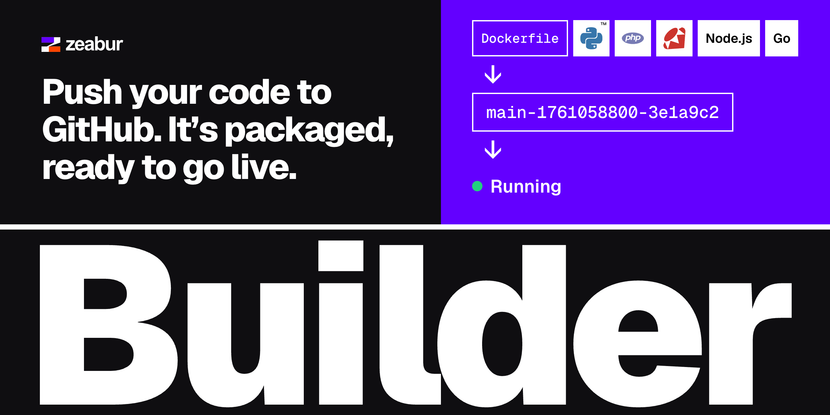 zeabur
Push your code to
GitHub. It’s packaged,
ready to go live.
Dockerfile
TM
php
Node.js
Go
main-1761058800-3e1a9c2
Running
Builder